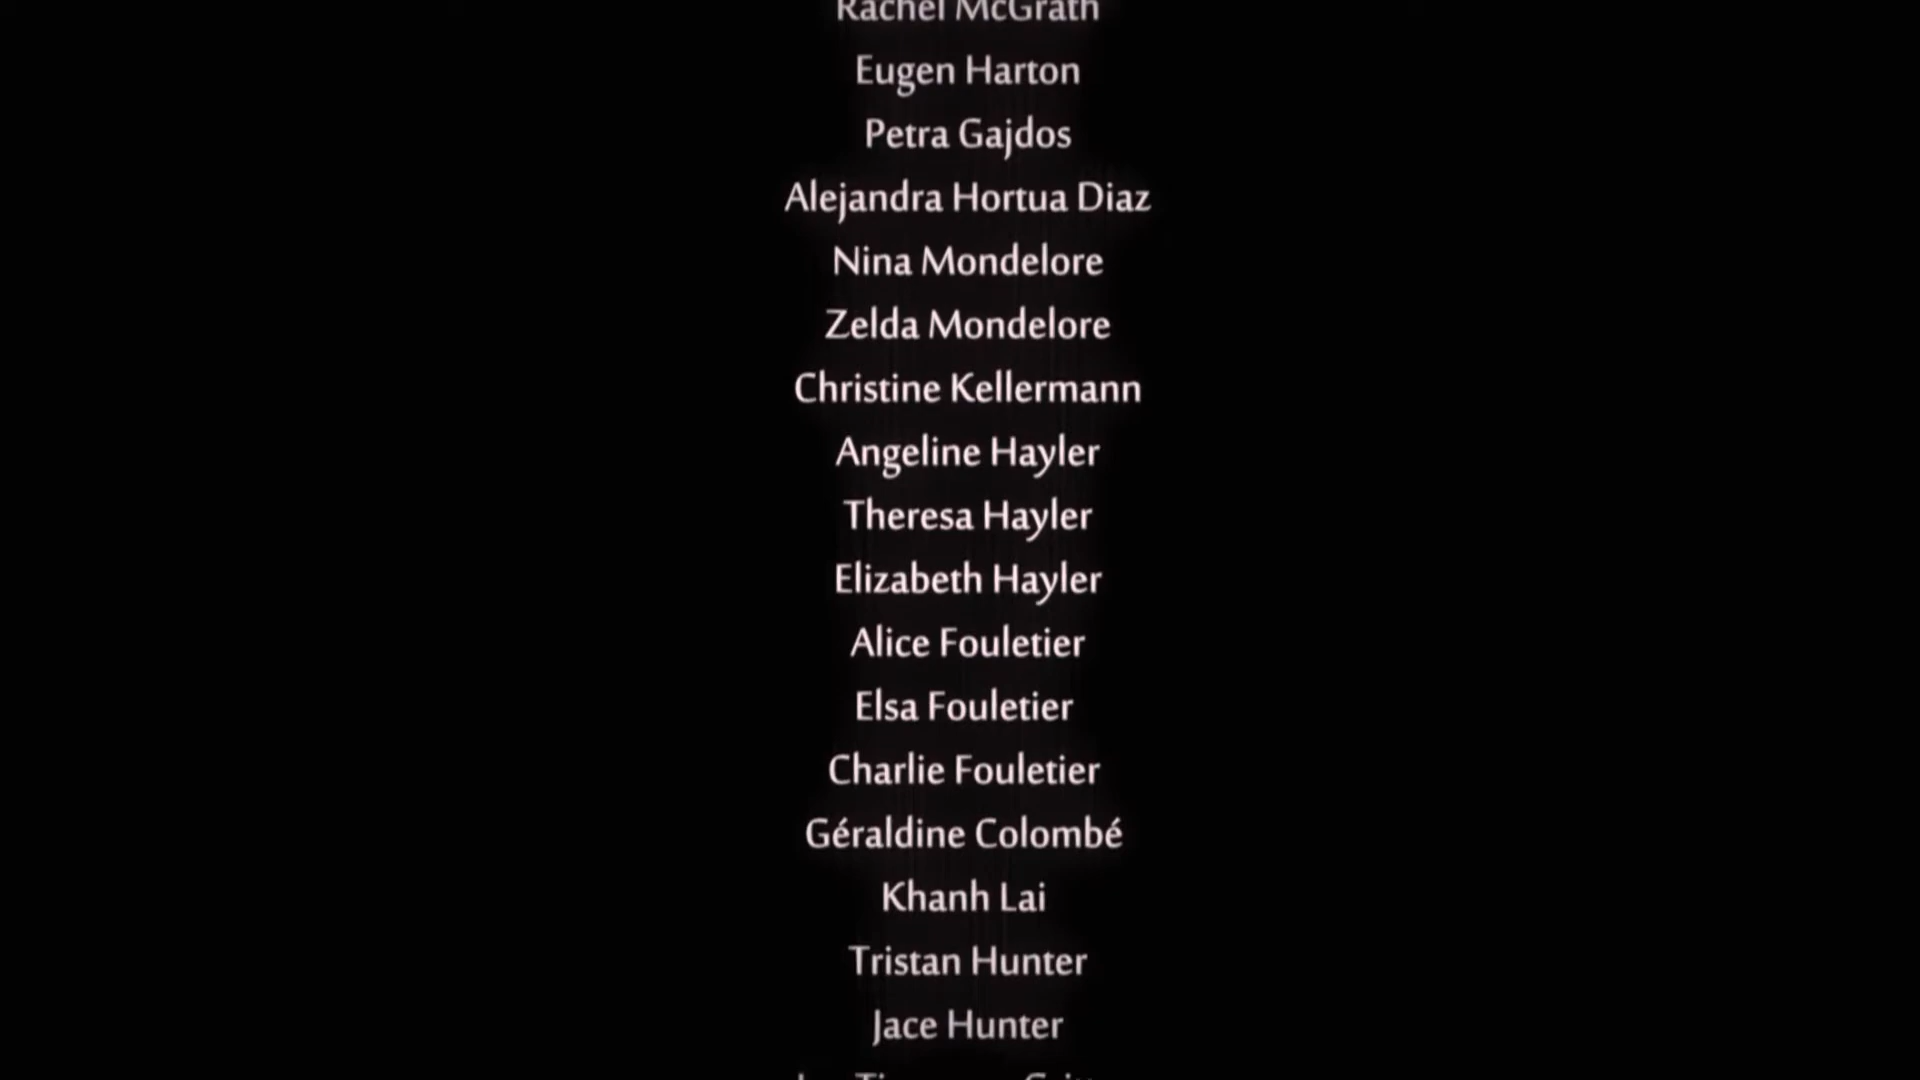 Rachel McGrath
Eugen Harton
Petra Gajdos
Alejandra Hortua Diaz
Nina Mondelore
Zelda Mondelore
Christine Kellermann
Angeline Hayler
Theresa Hayler
Elizabeth Hayler
Alice Fouletier
Elsa Fouletier
Charlie Fouletier
Géraldine Colombé
Khanh Lai
Tristan Hunter
Jace Hunter